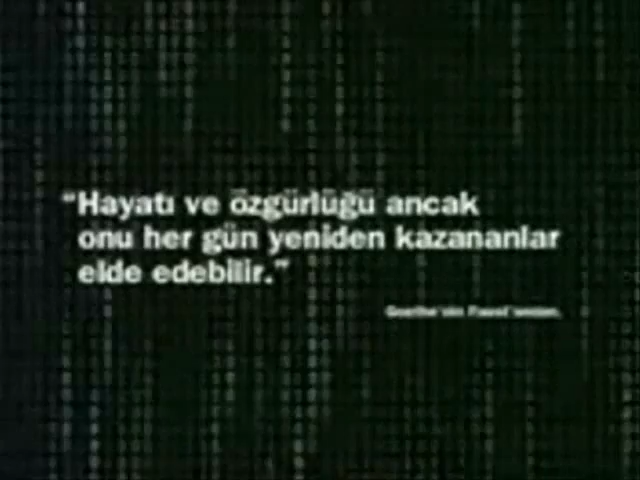 “Hayatı ve özgürlüğü ancak
onu her gün yeniden kazananlar
elde edebilir.”
Goethe'nin Faust'undan.